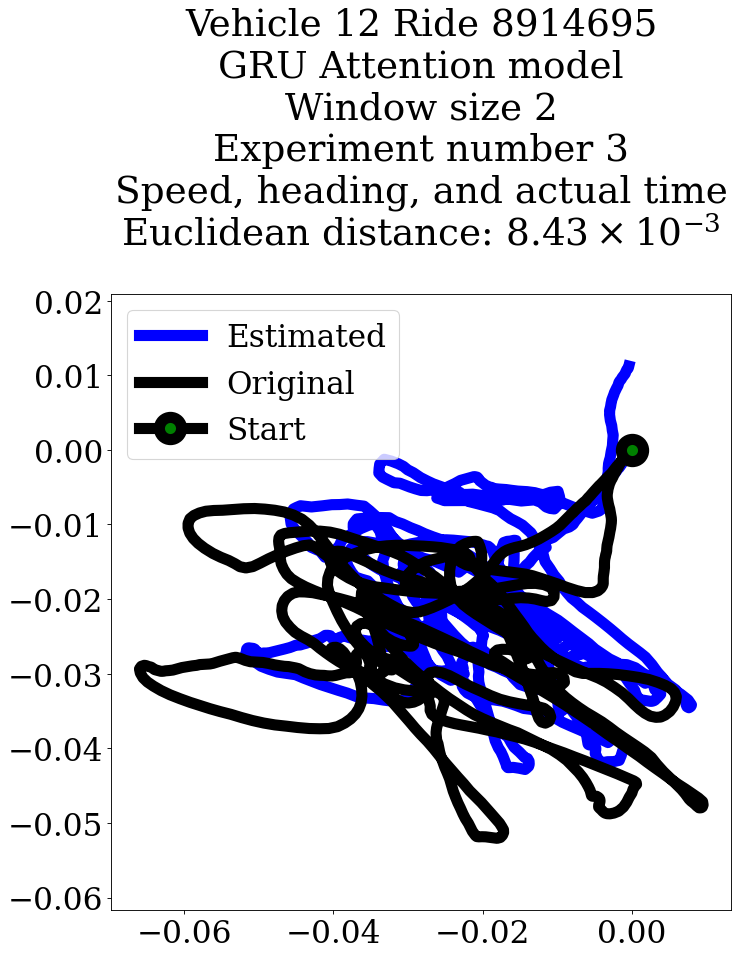 Vehicle 12 Ride 8914695
GRU Attention model
Window size 2
Experiment number 3
Speed, heading, and actual time
Euclidean distance: 8.43 × 10⁻³
0.02
0.01
0.00
−0.01
−0.02
−0.03
−0.04
−0.05
−0.06
Estimated
Original
Start
−0.06 −0.04 −0.02 0.00